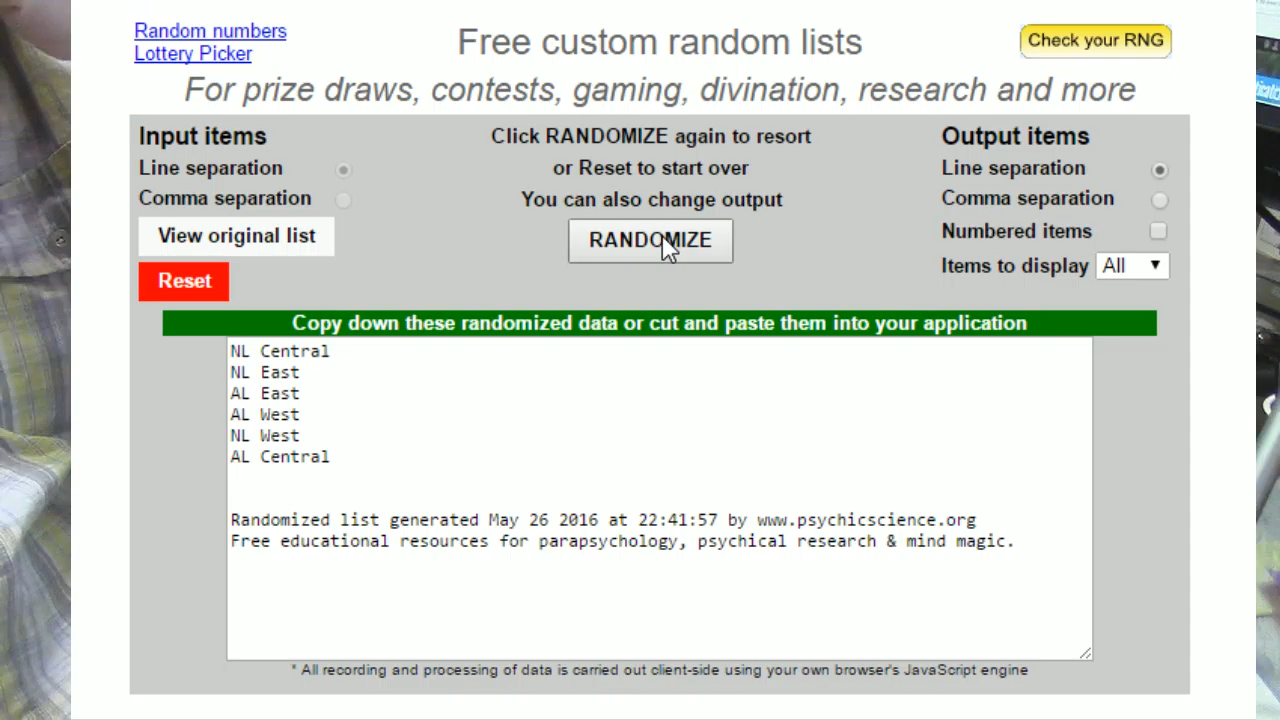 Random numbers
Lottery Picker
Free custom random lists
Check your RNG
For prize draws, contests, gaming, divination, research and more
Input items
Line separation
Comma separation
View original list
Reset
Click RANDOMIZE again to resort
or Reset to start over
You can also change output
RANDOMIZE
Output items
Line separation
Comma separation
Numbered items
Items to display All
Copy down these randomized data or cut and paste them into your application
NL Central
NL East
AL East
AL West
NL West
AL Central
Randomized list generated May 26 2016 at 22:41:57 by www.psychicscience.org
Free educational resources for parapsychology, psychical research & mind magic.
* All recording and processing of data is carried out client-side using your own browser's JavaScript engine